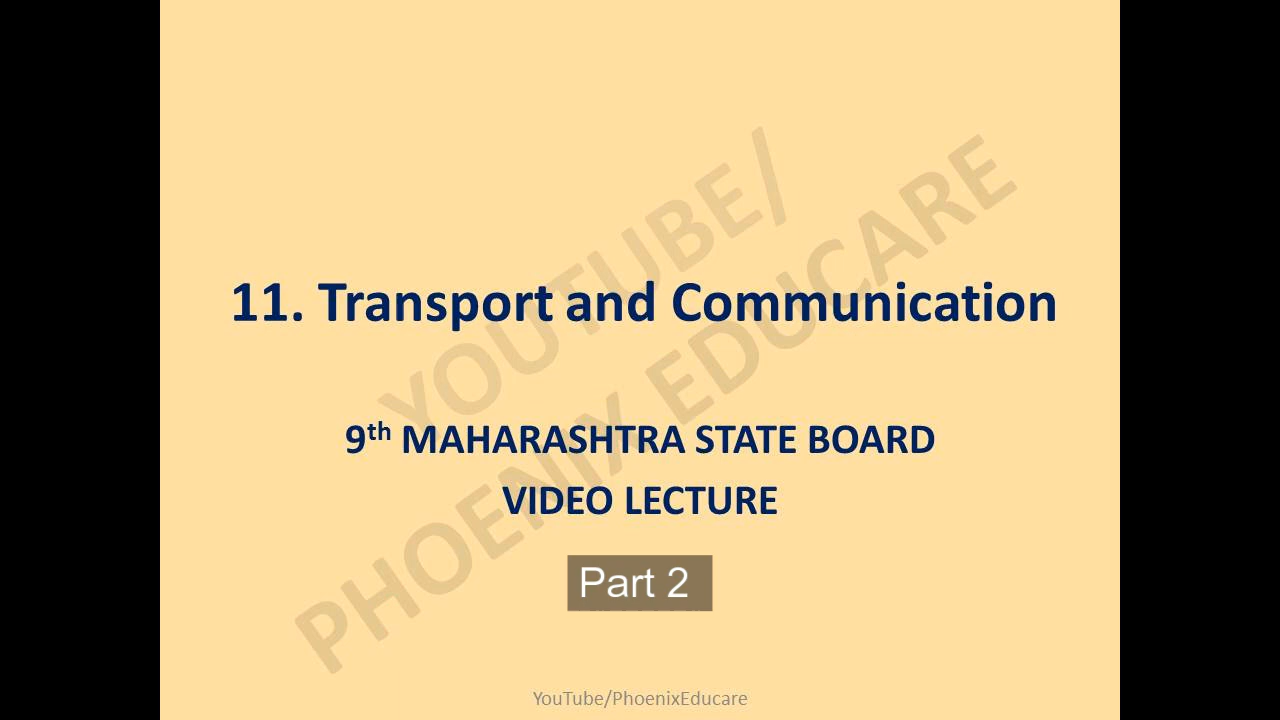 YOUTUBE/
PHOENIX EDUCARE
11. Transport and Communication
9th MAHARASHTRA STATE BOARD
VIDEO LECTURE
Part 2
YouTube/PhoenixEducare